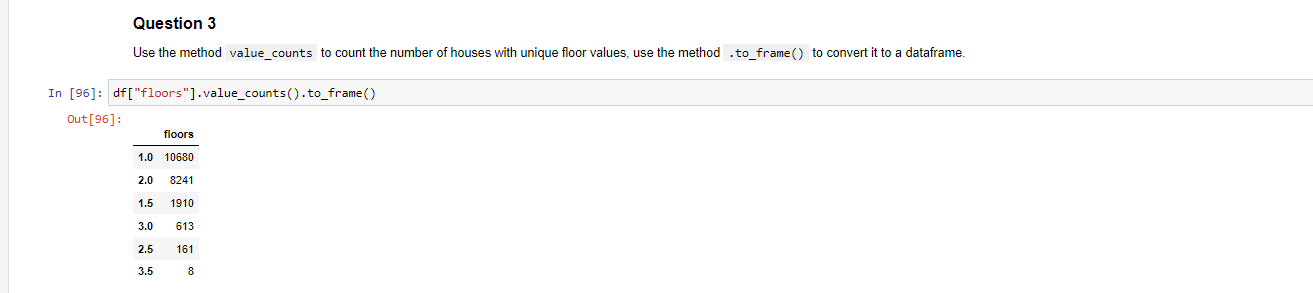 Question 3
Use the method value_counts to count the number of houses with unique floor values, use the method .to_frame() to convert it to a dataframe.
In [96]: df["floors"].value_counts().to_frame()
Out[96]:
floors
1.0 10680
2.0 8241
1.5 1910
3.0 613
2.5 161
3.5 8